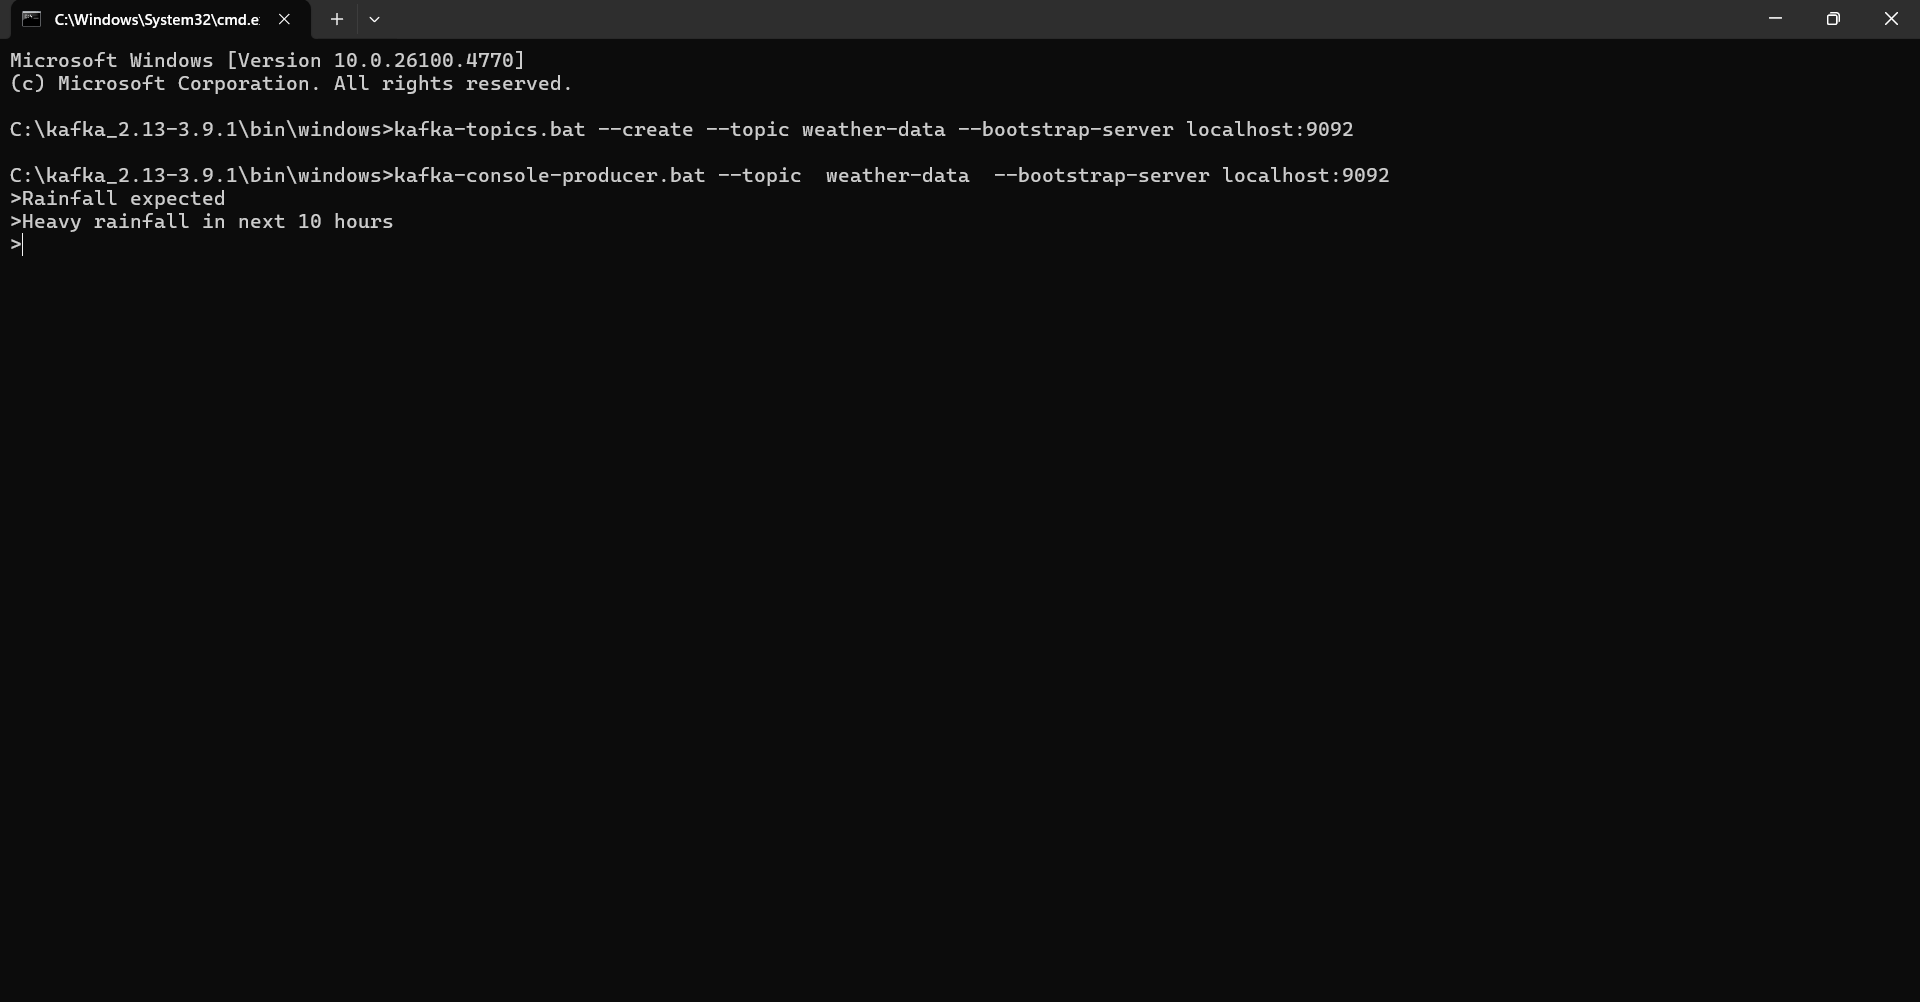 C:\Windows\System32\cmd.e
Microsoft Windows [Version 10.0.26100.4770]
(c) Microsoft Corporation. All rights reserved.
C:\kafka_2.13-3.9.1\bin\windows>kafka-topics.bat --create --topic weather-data --bootstrap-server localhost:9092
C:\kafka_2.13-3.9.1\bin\windows>kafka-console-producer.bat --topic  weather-data  --bootstrap-server localhost:9092
>Rainfall expected
>Heavy rainfall in next 10 hours
>